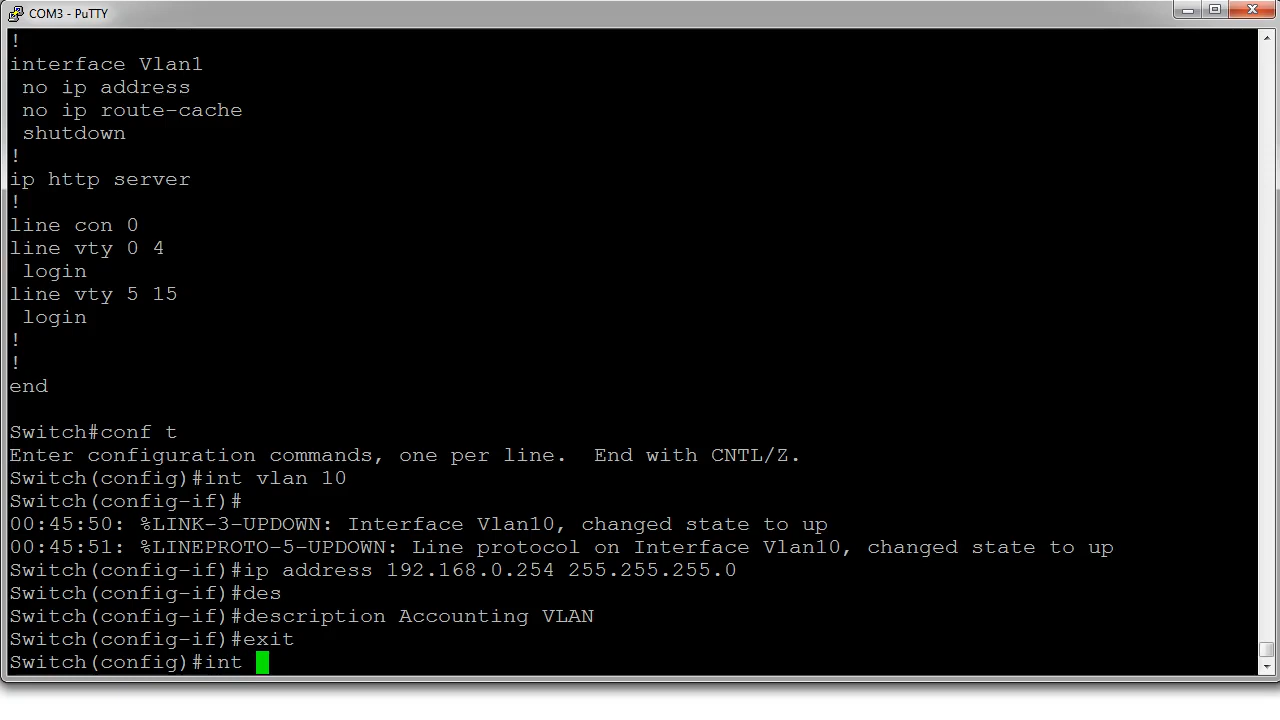 COM3 - PuTTY
!
interface Vlan1
 no ip address
 no ip route-cache
 shutdown
!
ip http server
!
line con 0
line vty 0 4
 login
line vty 5 15
 login
!
!
end

Switch#conf t
Enter configuration commands, one per line.  End with CNTL/Z.
Switch(config)#int vlan 10
Switch(config-if)#
00:45:50: %LINK-3-UPDOWN: Interface Vlan10, changed state to up
00:45:51: %LINEPROTO-5-UPDOWN: Line protocol on Interface Vlan10, changed state to up
Switch(config-if)#ip address 192.168.0.254 255.255.255.0
Switch(config-if)#des
Switch(config-if)#description Accounting VLAN
Switch(config-if)#exit
Switch(config)#int